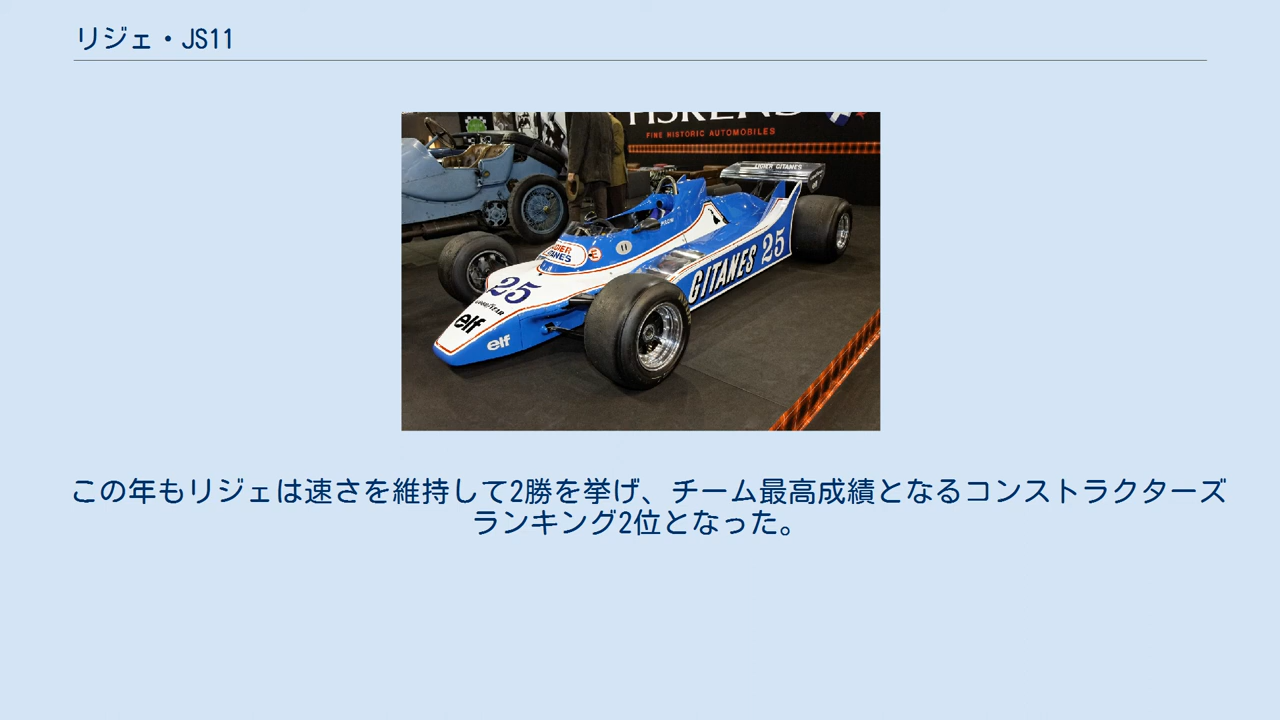 リジェ・JS11
FINE HISTORIC AUTOMOBILES
LIGIER GITANES
GITANES 25
25
GOODYEAR
elf
elf
この年もリジェは速さを維持して2勝を挙げ、チーム最高成績となるコンストラクターズ
ランキング2位となった。